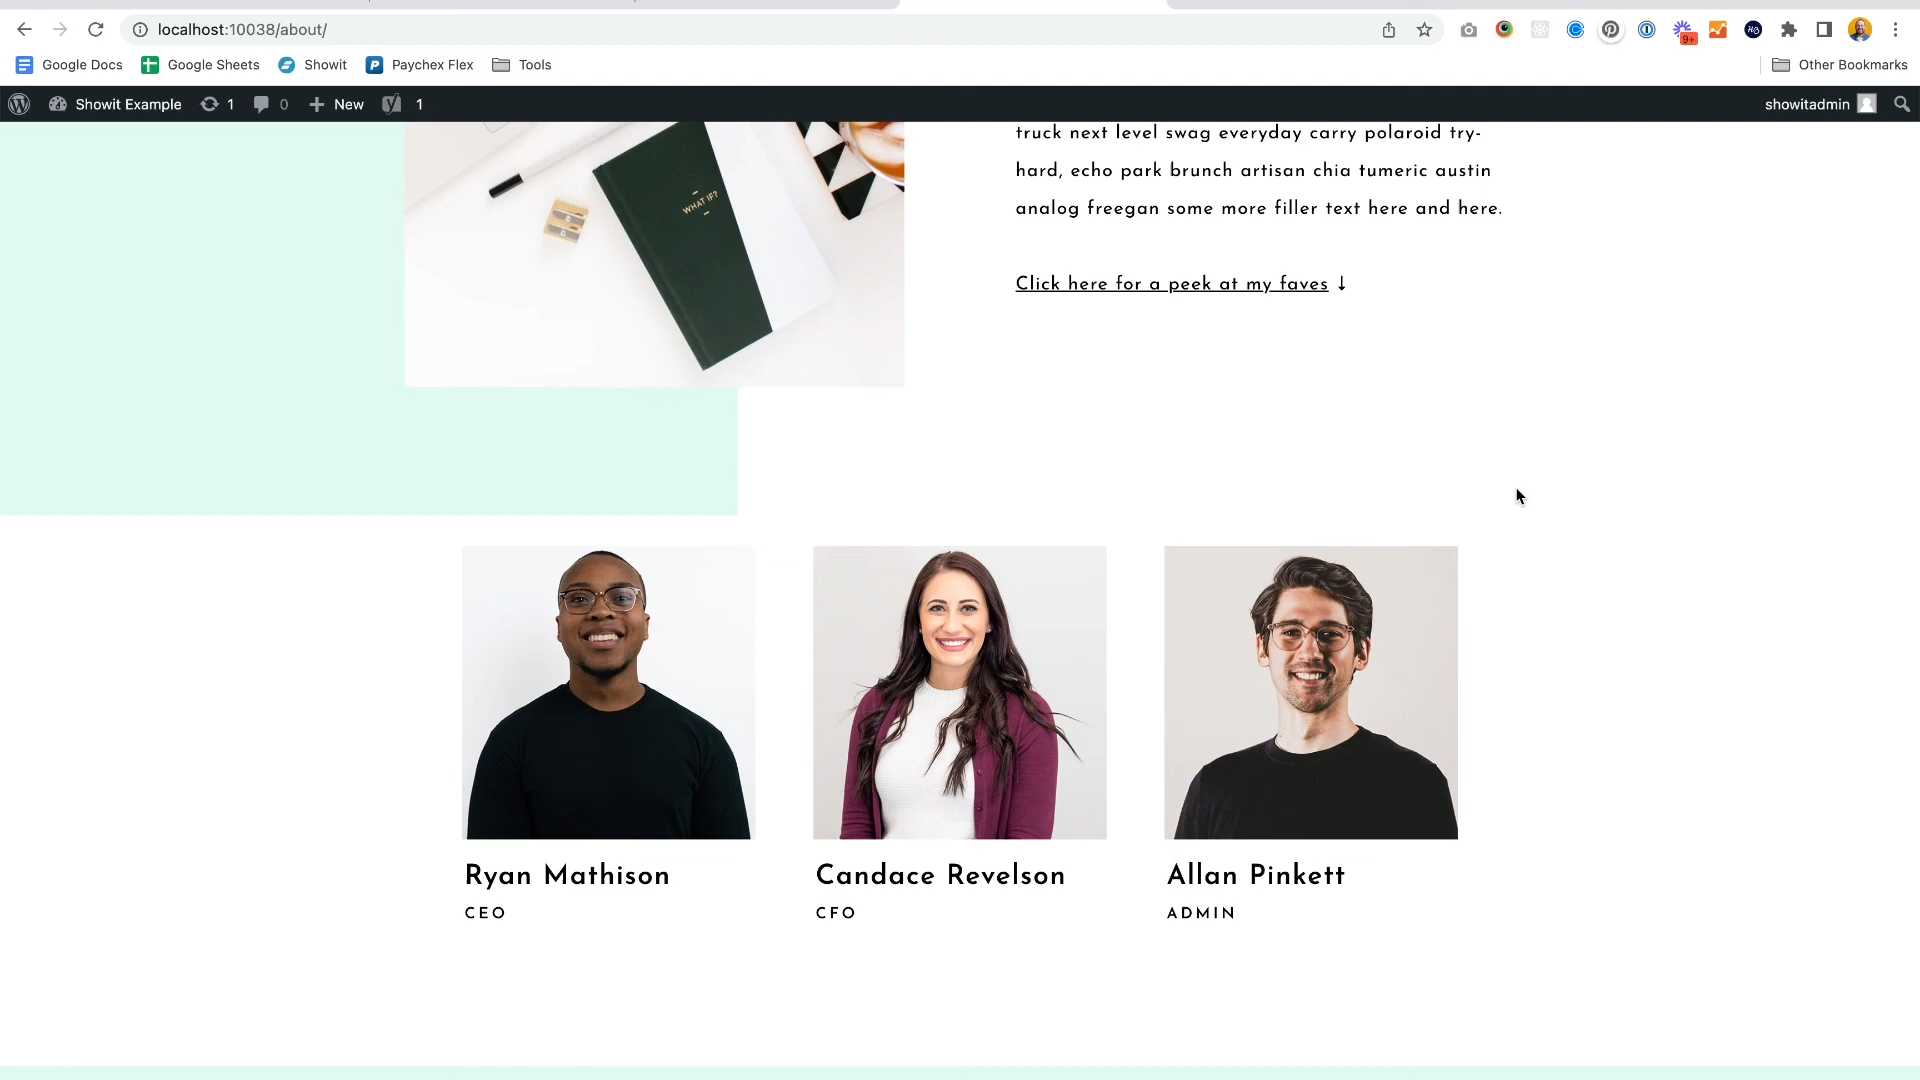 localhost:10038/about/
9+
Google Docs
Google Sheets
Showit
Paychex Flex
Tools
Other Bookmarks
Showit Example
1
0
New
1
showitadmin
truck next level swag everyday carry polaroid try-
hard, echo park brunch artisan chia tumeric austin
analog freegan some more filler text here and here.
Click here for a peek at my faves ↓
WHAT IF?
Ryan Mathison
CEO
Candace Revelson
CFO
Allan Pinkett
ADMIN